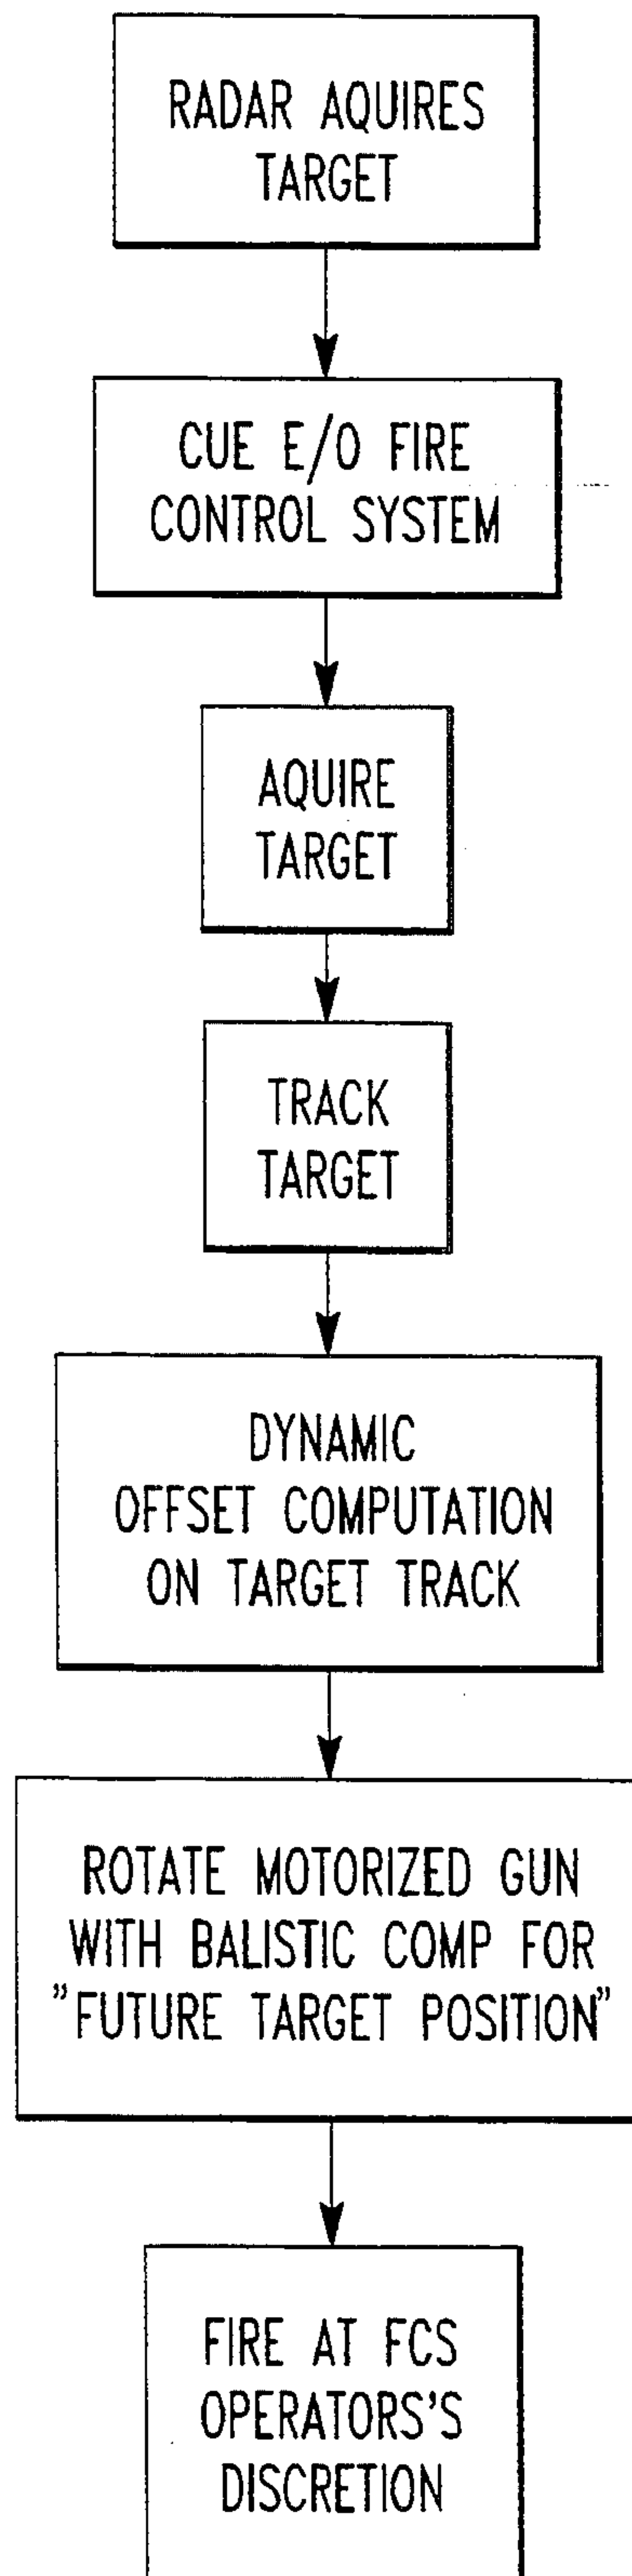 RADAR AQUIRES
TARGET
CUE E/O FIRE
CONTROL SYSTEM
AQUIRE
TARGET
TRACK
TARGET
DYNAMIC
OFFSET COMPUTATION
ON TARGET TRACK
ROTATE MOTORIZED GUN
WITH BALISTIC COMP FOR
"FUTURE TARGET POSITION"
FIRE AT FCS
OPERATORS'S
DISCRETION